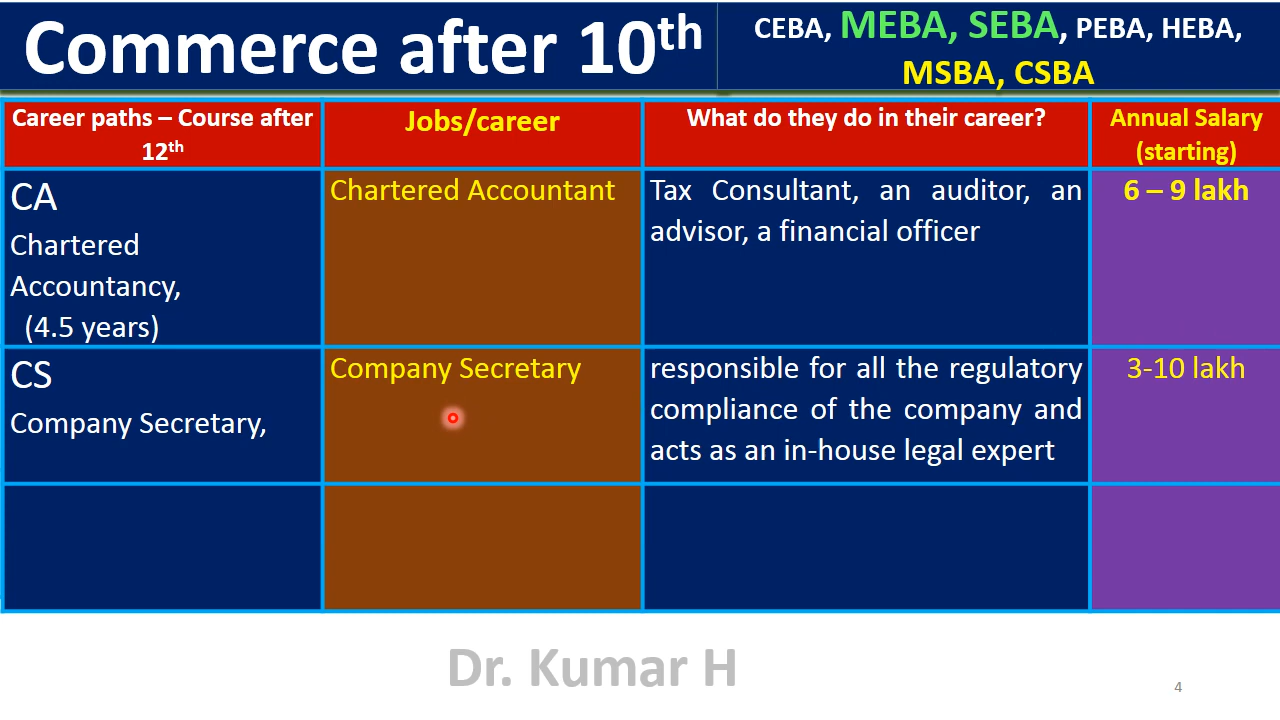 Commerce after 10th
CEBA, MEBA, SEBA, PEBA, HEBA,
MSBA, CSBA
Career paths – Course after
12th
Jobs/career
What do they do in their career?
Annual Salary
(starting)
CA
Chartered
Accountancy,
(4.5 years)
Chartered Accountant
Tax Consultant, an auditor, an
advisor, a financial officer
6 – 9 lakh
CS
Company Secretary,
Company Secretary
responsible for all the regulatory
compliance of the company and
acts as an in-house legal expert
3-10 lakh
Dr. Kumar H
4